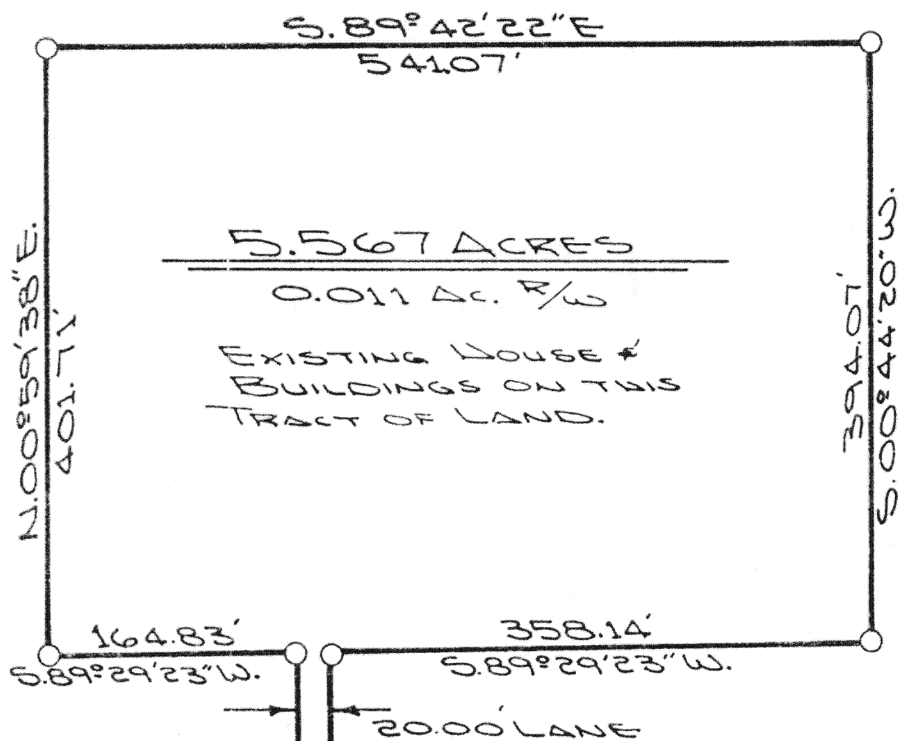 S. 89° 42' 22" E
541.07'
N. 00° 59' 38" E.
401.71'
5.567 ACRES
0.011 AC. R/W
EXISTING HOUSE &
BUILDINGS ON THIS
TRACT OF LAND.
394.07'
S. 00° 44' 20" W.
164.83'
S. 89° 29' 23" W.
358.14'
S. 89° 29' 23" W.
20.00' LANE